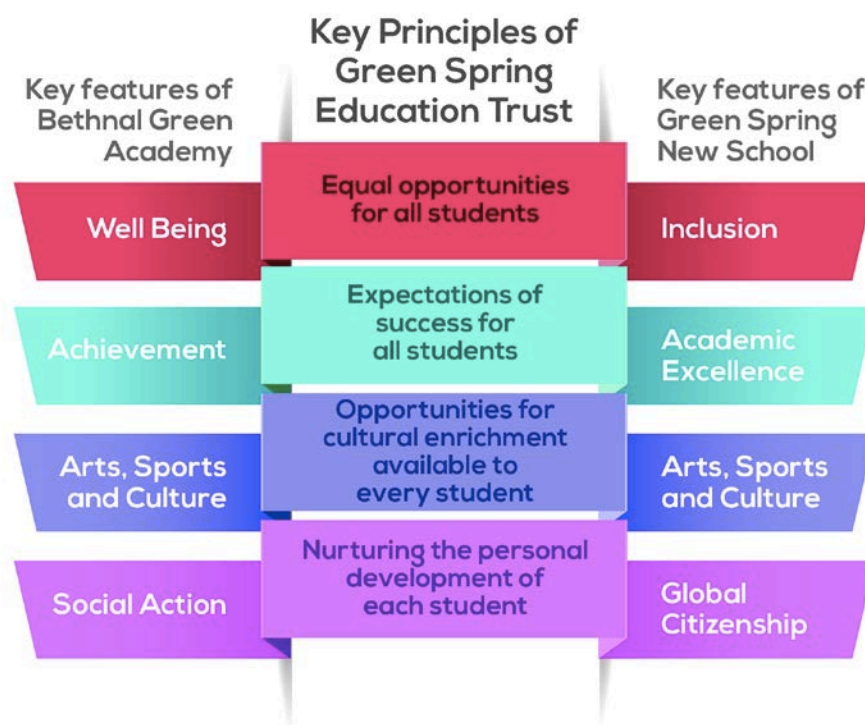 Key Principles of
Green Spring
Education Trust
Key features of
Bethnal Green
Academy
Key features of
Green Spring
New School
Well Being
Equal opportunities
for all students
Inclusion
Achievement
Expectations of
success for
all students
Academic
Excellence
Arts, Sports
and Culture
Opportunities for
cultural enrichment
available to
every student
Arts, Sports
and Culture
Social Action
Nurturing the personal
development of
each student
Global
Citizenship